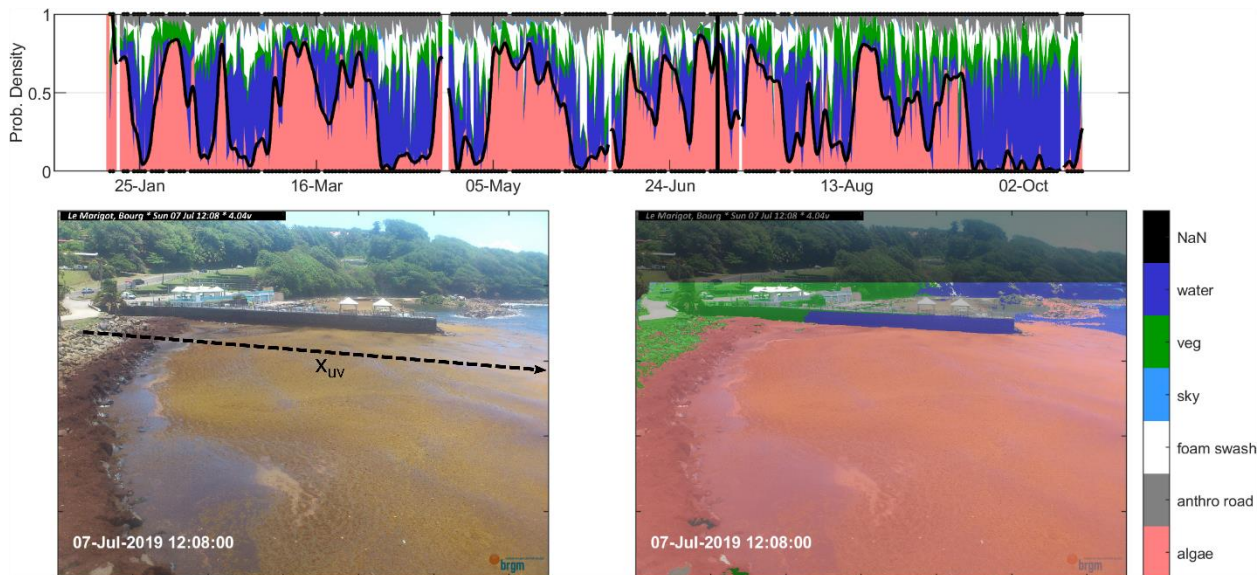 Prob. Density
1
0.5
0
25-Jan
16-Mar
05-May
24-Jun
13-Aug
02-Oct
Le Marigot, Bourg * Sun 07 Jul 12:08 * 4.04v
X_uv
07-Jul-2019 12:08:00
brgm
Le Marigot, Bourg * Sun 07 Jul 12:08 * 4.04v
07-Jul-2019 12:08:00
brgm
NaN
water
veg
sky
foam swash
anthro road
algae